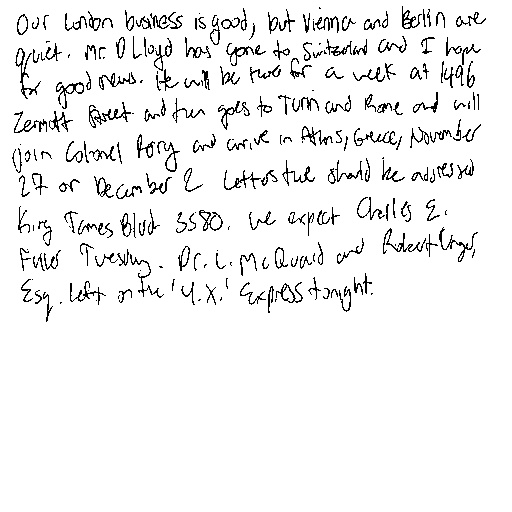 Our London business is good, but Vienna and Berlin are
quiet. Mr. D Lloyd has gone to Switzerland and I hope
for good news. He will be there for a week at 1496
Zermott Street and then goes to Turin and Rome and will
join Colonel Parry and arrive in Athens, Greece, November
27 or December 2. Letters there should be addressed
King James Blvd 3580. We expect Charles E.
Fuller Tuesday. Dr. L. McQuaid and Robert Unger,
Esq. left on the 'Y.X.' Express tonight.